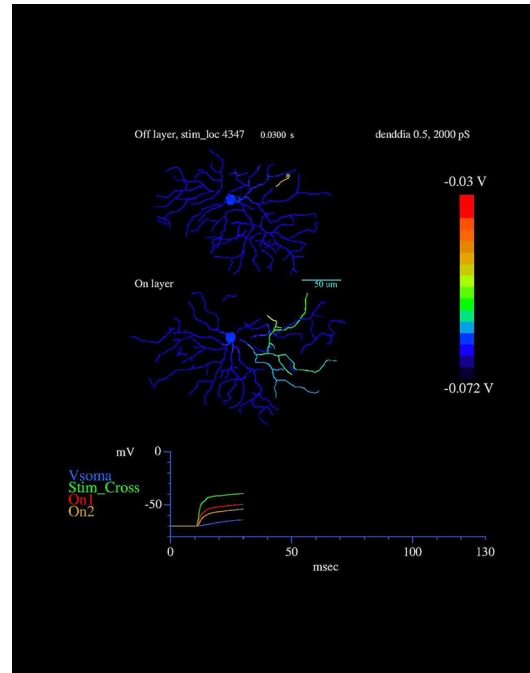 Off layer, stim_loc 4347 0.0300 s denddia 0.5, 2000 pS
-0.03 V
On layer
50 um
-0.072 V
mV
0
Vsoma
Stim_Cross
On1
On2
-50
0 50 100 130
msec